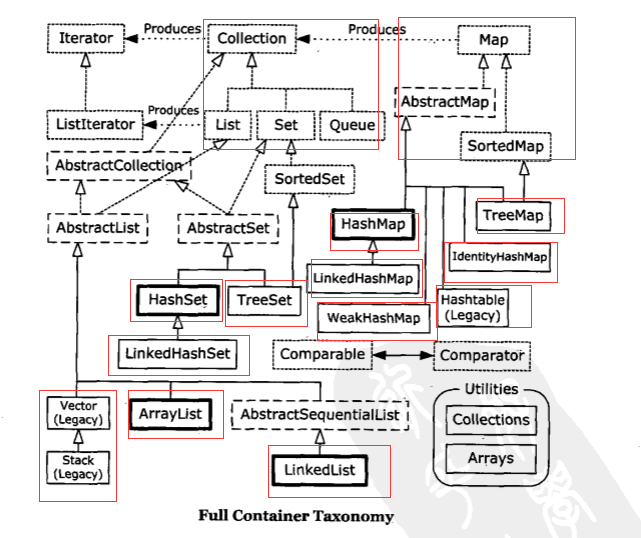 Iterator
Produces
Collection
Produces
Map
AbstractMap
ListIterator
Produces
List
Set
Queue
SortedMap
AbstractCollection
SortedSet
AbstractList
AbstractSet
HashMap
TreeMap
IdentityHashMap
LinkedHashMap
HashSet
TreeSet
WeakHashMap
Hashtable
(Legacy)
LinkedHashSet
Comparable
Comparator
Utilities
Collections
Arrays
Vector
(Legacy)
ArrayList
AbstractSequentialList
Stack
(Legacy)
LinkedList
Full Container Taxonomy